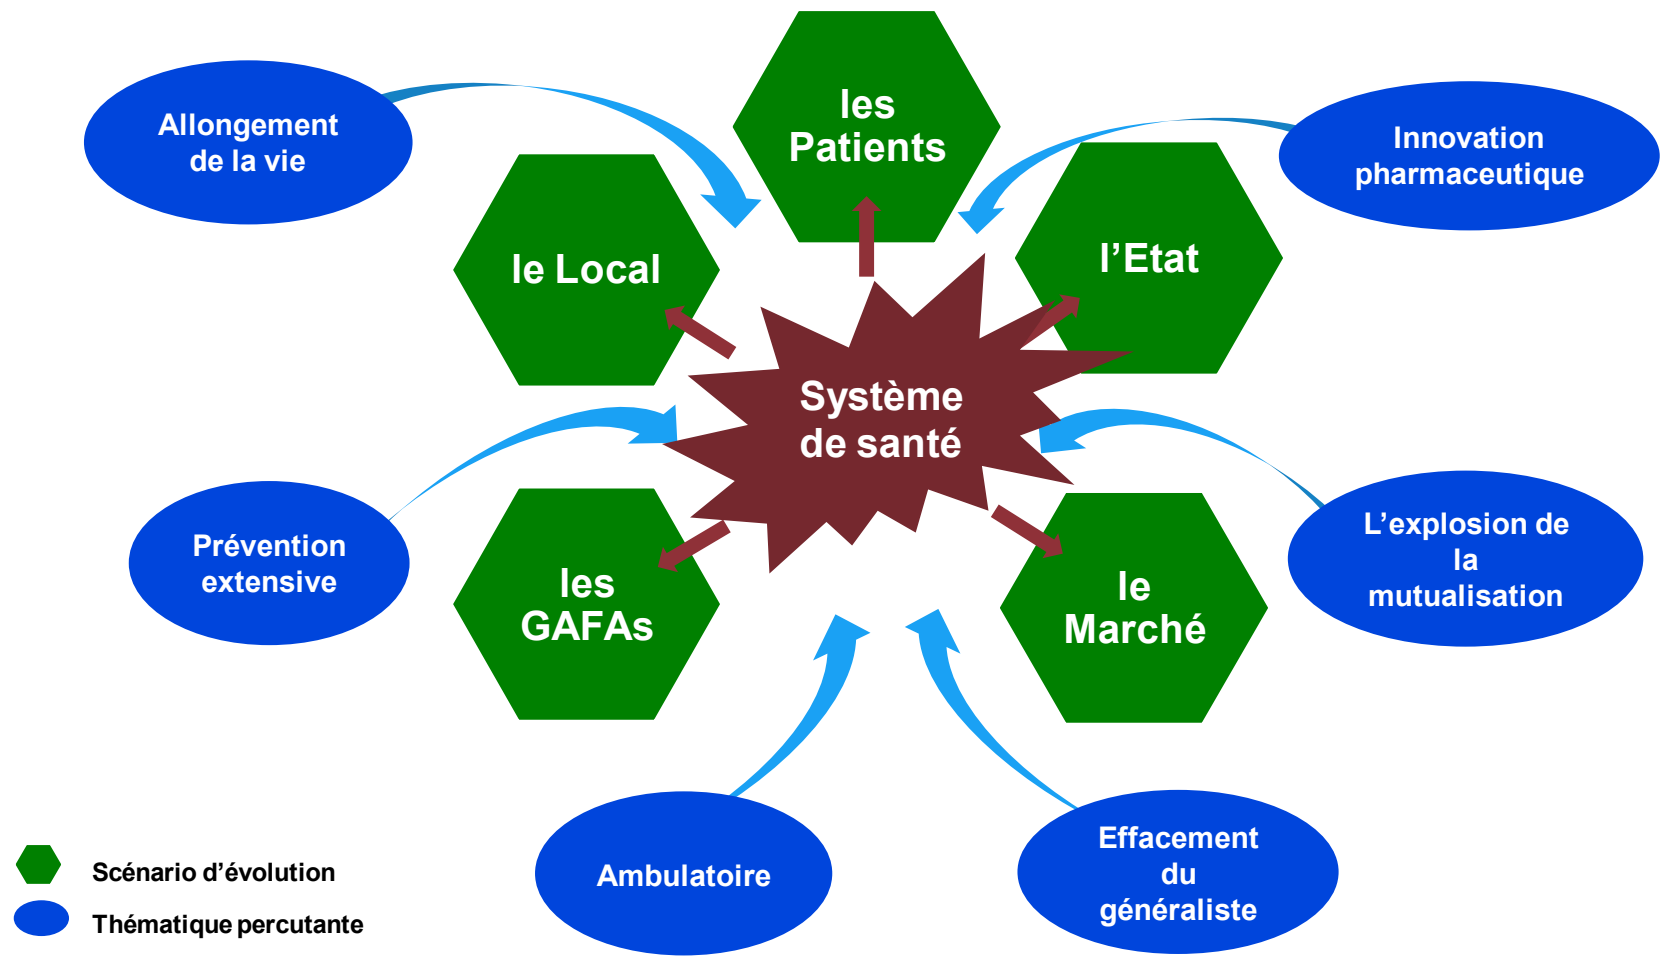 les
Patients
Allongement
de la vie
Innovation
pharmaceutique
le Local
l’Etat
Système
de santé
Prévention
extensive
L’explosion de
la
mutualisation
les
GAFAs
le
Marché
Ambulatoire
Effacement
du
généraliste
Scénario d’évolution
Thématique percutante